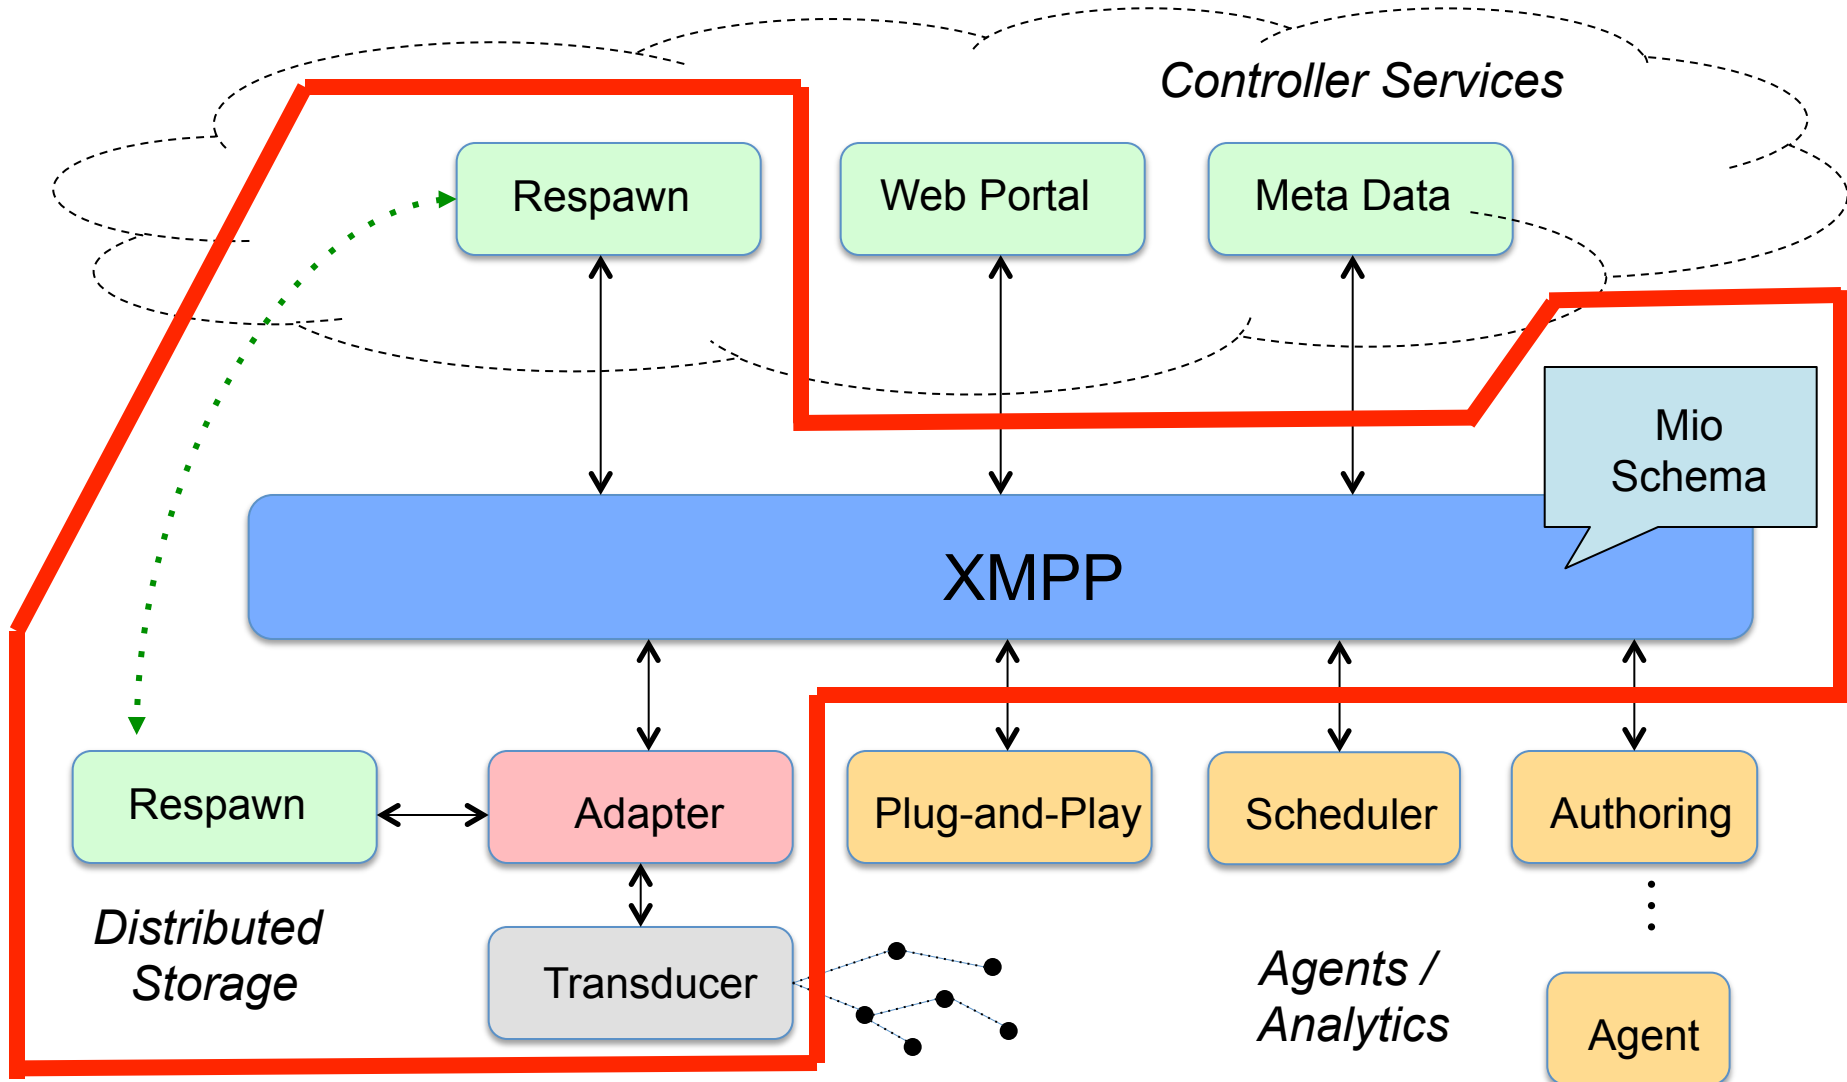 Controller Services
Respawn
Web Portal
Meta Data
Mio
Schema
XMPP
Respawn
Adapter
Plug-and-Play
Scheduler
Authoring
Distributed
Storage
Transducer
Agents /
Analytics
Agent